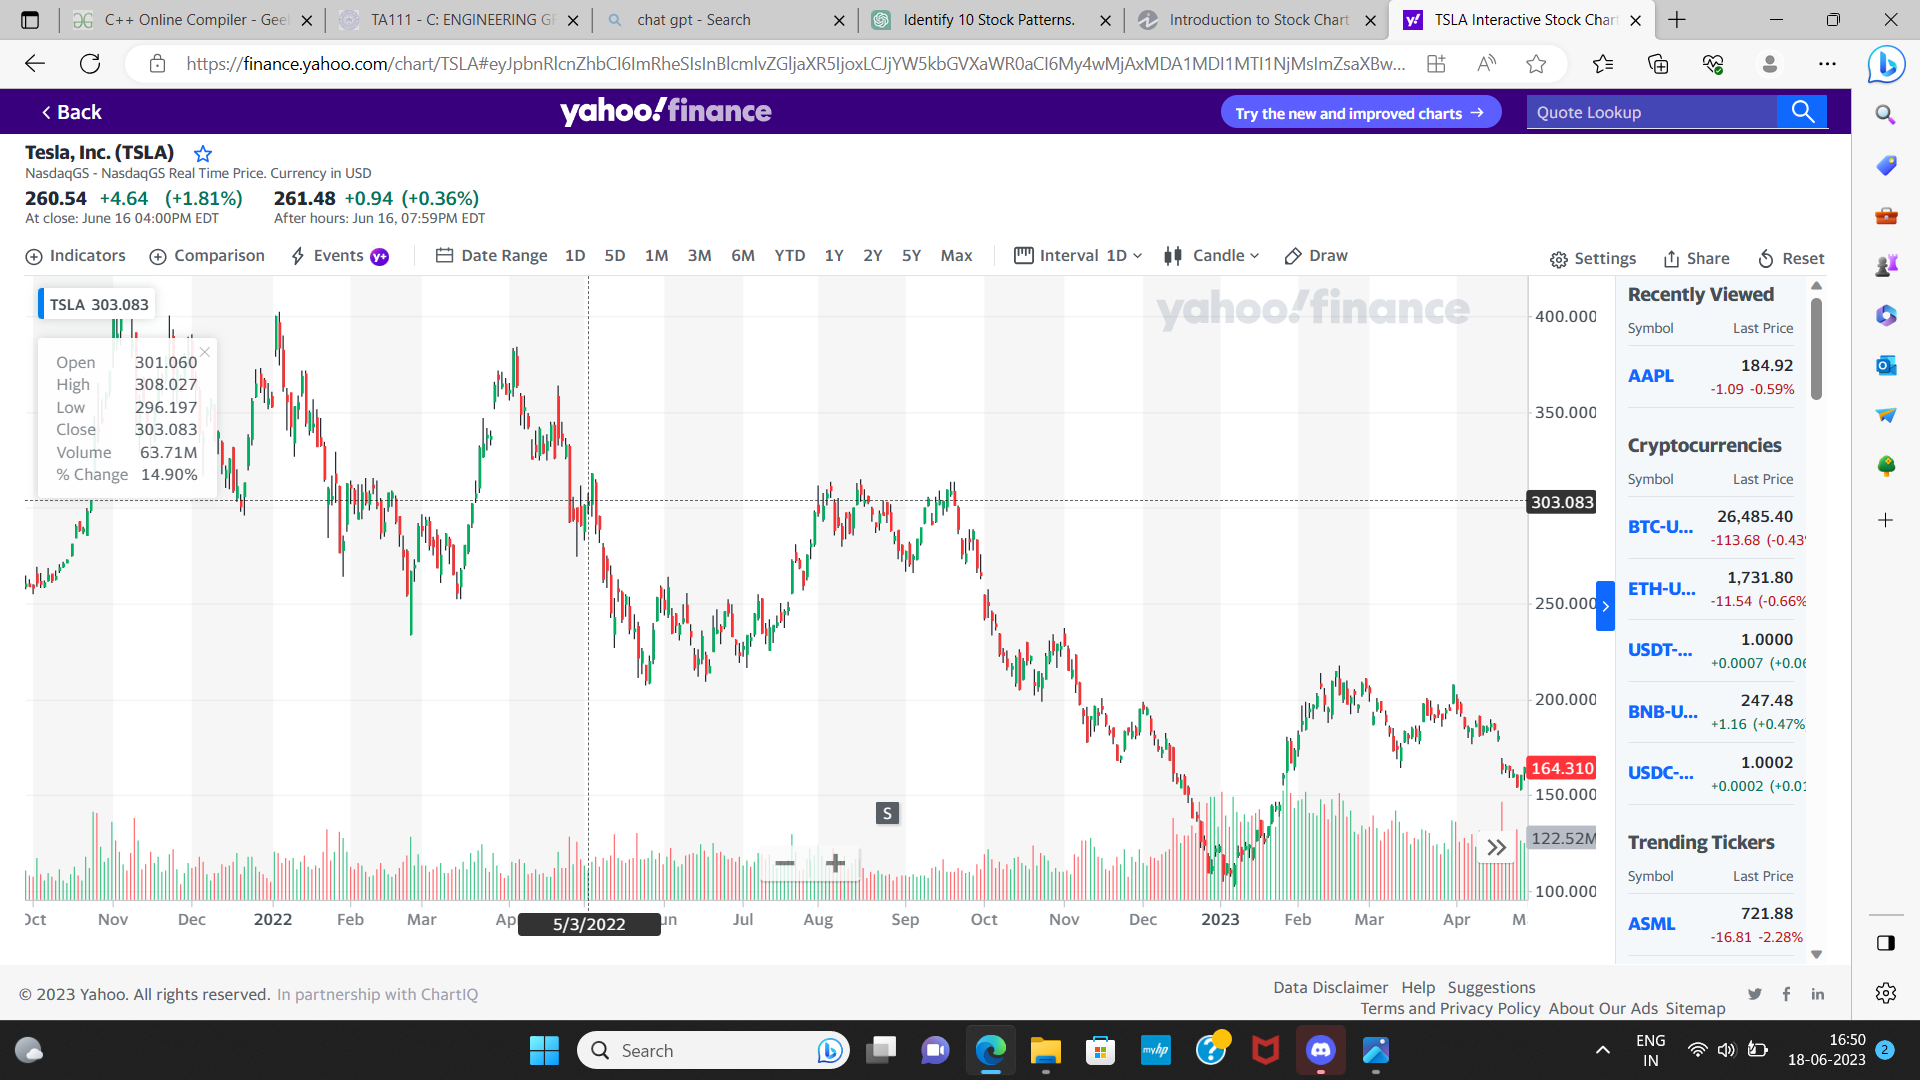 C++ Online Compiler - Gee
TA111 - C: ENGINEERING GR
chat gpt - Search
Identify 10 Stock Patterns.
Introduction to Stock Chart
TSLA Interactive Stock Chart
https://finance.yahoo.com/chart/TSLA#eyJpbnRlcnZhbCI6ImRheSIsInBlcmlvZGljaXR5IjoxLCJjYW5kbGVXaWR0aCI6My4wMjAxMDA1MDI1MTI1NjMsImZsaXBw...
Back
yahoo!finance
Try the new and improved charts →
Quote Lookup
Tesla, Inc. (TSLA)
NasdaqGS - NasdaqGS Real Time Price. Currency in USD
260.54 +4.64 (+1.81%) 261.48 +0.94 (+0.36%)
At close: June 16 04:00PM EDT After hours: Jun 16, 07:59PM EDT
Indicators Comparison Events y+ Date Range 1D 5D 1M 3M 6M YTD 1Y 2Y 5Y Max Interval 1D Candle Draw Settings Share Reset
TSLA 303.083
Open 301.060
High 308.027
Low 296.197
Close 303.083
Volume 63.71M
% Change 14.90%
yahoo!finance
400.000
350.000
303.083
250.000
200.000
164.310
150.000
122.52M
100.000
S
Oct Nov Dec 2022 Feb Mar Ap 5/3/2022 un Jul Aug Sep Oct Nov Dec 2023 Feb Mar Apr M
Recently Viewed
Symbol Last Price
AAPL 184.92
-1.09 -0.59%
Cryptocurrencies
Symbol Last Price
BTC-U... 26,485.40
-113.68 (-0.43%
ETH-U... 1,731.80
-11.54 (-0.66%
USDT-... 1.0000
+0.0007 (+0.06
BNB-U... 247.48
+1.16 (+0.47%
USDC-... 1.0002
+0.0002 (+0.01
Trending Tickers
Symbol Last Price
ASML 721.88
-16.81 -2.28%
© 2023 Yahoo. All rights reserved. In partnership with ChartIQ
Data Disclaimer Help Suggestions
Terms and Privacy Policy About Our Ads Sitemap
Search
myhp
ENG
IN
16:50
18-06-2023
2